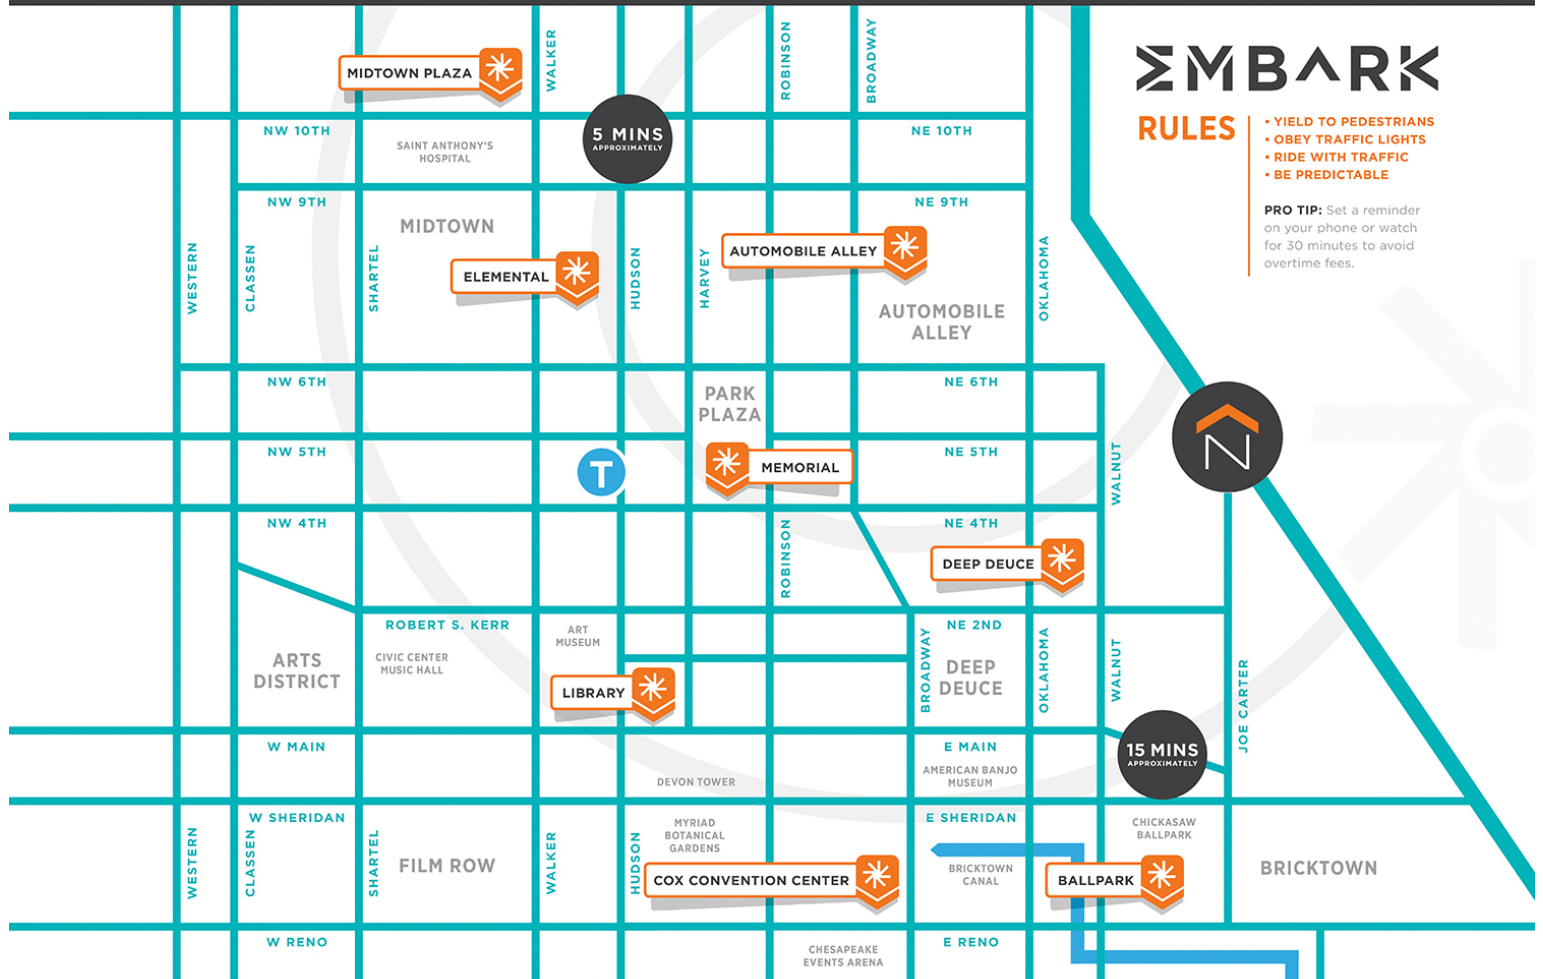 WALKER
ROBINSON
BROADWAY
EMBARK
MIDTOWN PLAZA
RULES
• YIELD TO PEDESTRIANS
• OBEY TRAFFIC LIGHTS
• RIDE WITH TRAFFIC
• BE PREDICTABLE
NW 10TH
5 MINS
APPROXIMATELY
NE 10TH
SAINT ANTHONY'S
HOSPITAL
PRO TIP: Set a reminder
on your phone or watch
for 30 minutes to avoid
overtime fees.
NW 9TH
NE 9TH
MIDTOWN
WESTERN
CLASSEN
SHARTEL
ELEMENTAL
HUDSON
HARVEY
AUTOMOBILE ALLEY
OKLAHOMA
AUTOMOBILE
ALLEY
NW 6TH
NE 6TH
PARK
PLAZA
N
NW 5TH
NE 5TH
T
MEMORIAL
WALNUT
NW 4TH
NE 4TH
ROBINSON
DEEP DEUCE
ROBERT S. KERR
NE 2ND
ART
MUSEUM
ARTS
DISTRICT
CIVIC CENTER
MUSIC HALL
LIBRARY
BROADWAY
DEEP
DEUCE
OKLAHOMA
WALNUT
JOE CARTER
W MAIN
E MAIN
15 MINS
APPROXIMATELY
DEVON TOWER
AMERICAN BANJO
MUSEUM
W SHERIDAN
E SHERIDAN
MYRIAD
BOTANICAL
GARDENS
CHICKASAW
BALLPARK
WESTERN
CLASSEN
SHARTEL
FILM ROW
WALKER
HUDSON
COX CONVENTION CENTER
BRICKTOWN
CANAL
BALLPARK
BRICKTOWN
W RENO
E RENO
CHESAPEAKE
EVENTS ARENA